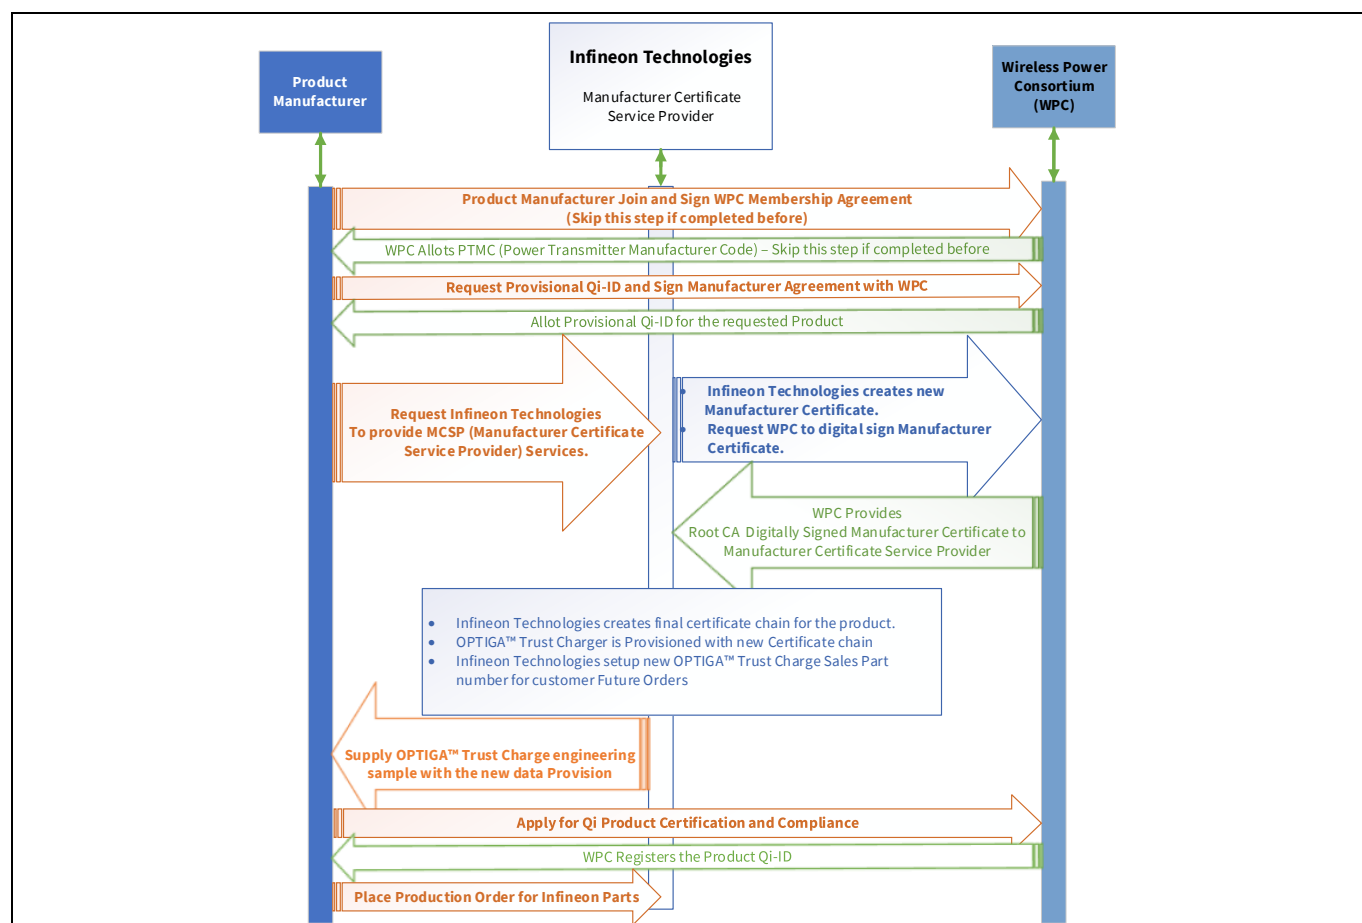 Infineon Technologies
Manufacturer Certificate
Service Provider
Product
Manufacturer
Wireless Power
Consortium
(WPC)
Product Manufacturer Join and Sign WPC Membership Agreement
(Skip this step if completed before)
WPC Allots PTMC (Power Transmitter Manufacturer Code) – Skip this step if completed before
Request Provisional Qi-ID and Sign Manufacturer Agreement with WPC
Allot Provisional Qi-ID for the requested Product
Request Infineon Technologies
To provide MCSP (Manufacturer Certificate
Service Provider) Services.
• Infineon Technologies creates new
Manufacturer Certificate.
• Request WPC to digital sign Manufacturer
Certificate.
WPC Provides
Root CA Digitally Signed Manufacturer Certificate to
Manufacturer Certificate Service Provider
• Infineon Technologies creates final certificate chain for the product.
• OPTIGA™ Trust Charger is Provisioned with new Certificate chain
• Infineon Technologies setup new OPTIGA™ Trust Charge Sales Part
number for customer Future Orders
Supply OPTIGA™ Trust Charge engineering
sample with the new data Provision
Apply for Qi Product Certification and Compliance
WPC Registers the Product Qi-ID
Place Production Order for Infineon Parts